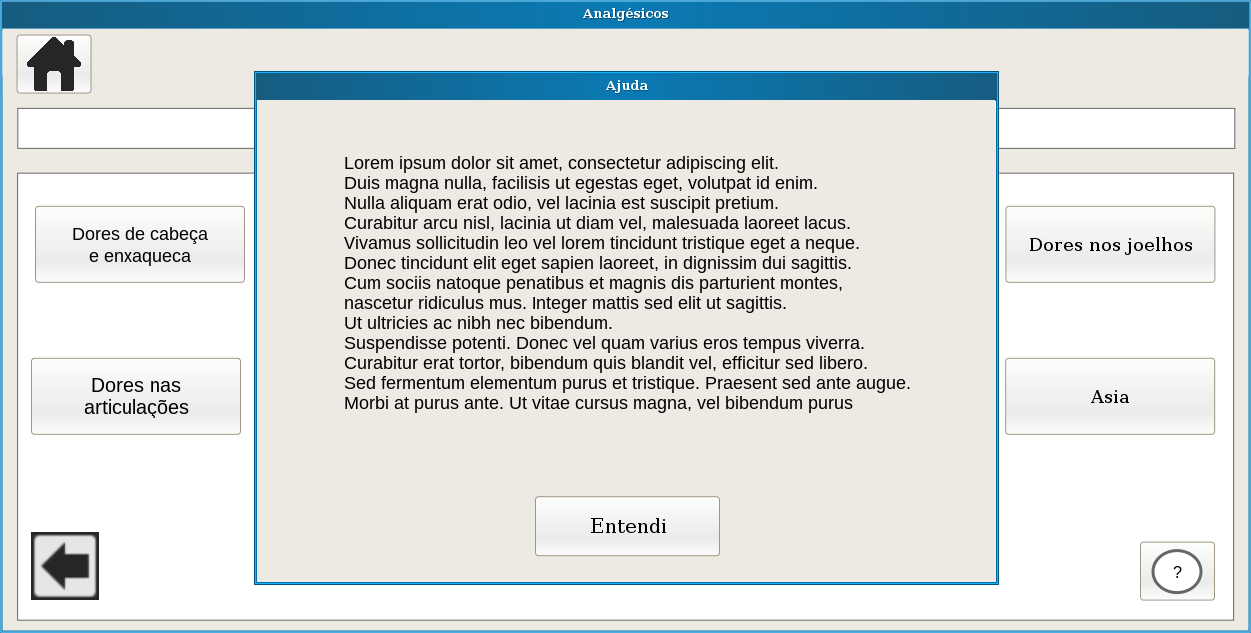 Analgésicos
Ajuda
Lorem ipsum dolor sit amet, consectetur adipiscing elit.
Duis magna nulla, facilisis ut egestas eget, volutpat id enim.
Nulla aliquam erat odio, vel lacinia est suscipit pretium.
Curabitur arcu nisl, lacinia ut diam vel, malesuada laoreet lacus.
Vivamus sollicitudin leo vel lorem tincidunt tristique eget a neque.
Donec tincidunt elit eget sapien laoreet, in dignissim dui sagittis.
Cum sociis natoque penatibus et magnis dis parturient montes,
nascetur ridiculus mus. Integer mattis sed elit ut sagittis.
Ut ultricies ac nibh nec bibendum.
Suspendisse potenti. Donec vel quam varius eros tempus viverra.
Curabitur erat tortor, bibendum quis blandit vel, efficitur sed libero.
Sed fermentum elementum purus et tristique. Praesent sed ante augue.
Morbi at purus ante. Ut vitae cursus magna, vel bibendum purus
Entendi
Dores de cabeça
e enxaqueca
Dores nos joelhos
Dores nas
articulações
Asia
?